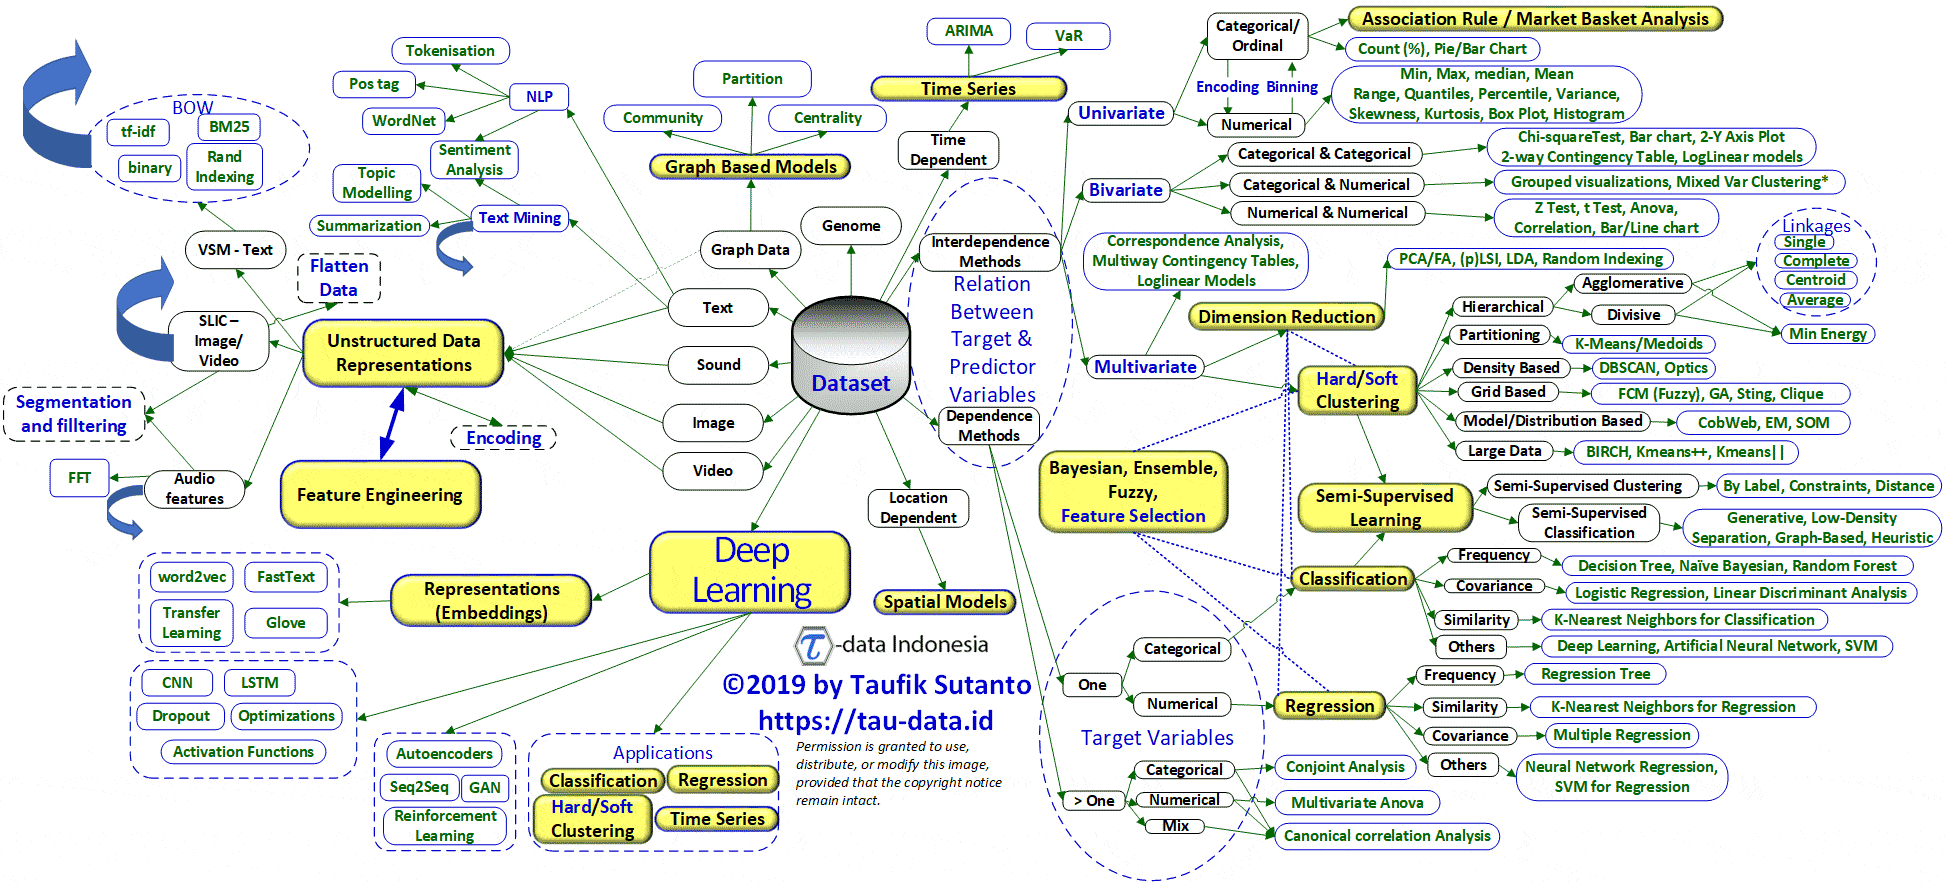 Tokenisation
Pos tag
WordNet
NLP
Sentiment
Analysis
Topic
Modelling
Summarization
Text Mining
BOW
tf-idf
BM25
binary
Rand
Indexing
VSM - Text
Flatten
Data
SLIC –
Image/
Video
Segmentation
and filltering
FFT
Audio
features
Unstructured Data
Representations
Encoding
Feature Engineering
Community
Partition
Centrality
Graph Based Models
Graph Data
Genome
Text
Sound
Image
Video
Dataset
ARIMA
VaR
Time Series
Time
Dependent
Location
Dependent
Spatial Models
Interdependence
Methods
Relation
Between
Target &
Predictor
Variables
Dependence
Methods
Univariate
Categorical/
Ordinal
Encoding
Binning
Numerical
Association Rule / Market Basket Analysis
Count (%), Pie/Bar Chart
Min, Max, median, Mean
Range, Quantiles, Percentile, Variance,
Skewness, Kurtosis, Box Plot, Histogram
Bivariate
Categorical & Categorical
Categorical & Numerical
Numerical & Numerical
Chi-squareTest, Bar chart, 2-Y Axis Plot
2-way Contingency Table, LogLinear models
Grouped visualizations, Mixed Var Clustering*
Z Test, t Test, Anova,
Correlation, Bar/Line chart
Correspondence Analysis,
Multiway Contingency Tables,
Loglinear Models
Multivariate
Dimension Reduction
PCA/FA, (p)LSI, LDA, Random Indexing
Hard/Soft
Clustering
Hierarchical
Agglomerative
Divisive
Linkages
Single
Complete
Centroid
Average
Min Energy
Partitioning
K-Means/Medoids
Density Based
DBSCAN, Optics
Grid Based
FCM (Fuzzy), GA, Sting, Clique
Model/Distribution Based
CobWeb, EM, SOM
Large Data
BIRCH, Kmeans++, Kmeans||
Bayesian, Ensemble,
Fuzzy,
Feature Selection
Semi-Supervised
Learning
Semi-Supervised Clustering
By Label, Constraints, Distance
Semi-Supervised
Classification
Generative, Low-Density
Separation, Graph-Based, Heuristic
Classification
Frequency
Decision Tree, Naïve Bayesian, Random Forest
Covariance
Logistic Regression, Linear Discriminant Analysis
Similarity
K-Nearest Neighbors for Classification
Others
Deep Learning, Artificial Neural Network, SVM
Regression
Frequency
Regression Tree
Similarity
K-Nearest Neighbors for Regression
Covariance
Multiple Regression
Others
Neural Network Regression,
SVM for Regression
One
Categorical
Numerical
Target Variables
> One
Categorical
Numerical
Mix
Conjoint Analysis
Multivariate Anova
Canonical correlation Analysis
Deep
Learning
Representations
(Embeddings)
word2vec
FastText
Transfer
Learning
Glove
CNN
LSTM
Dropout
Optimizations
Activation Functions
Autoencoders
Seq2Seq
GAN
Reinforcement
Learning
Applications
Classification
Regression
Hard/Soft
Clustering
Time Series
τ-data Indonesia
©2019 by Taufik Sutanto
https://tau-data.id
Permission is granted to use,
distribute, or modify this image,
provided that the copyright notice
remain intact.